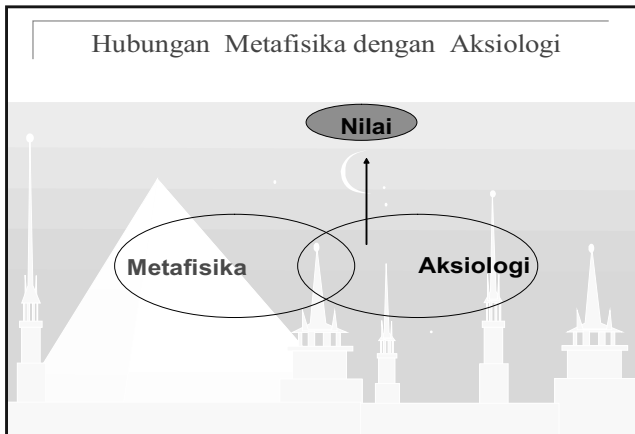 Hubungan Metafisika dengan Aksiologi
Nilai
Metafisika
Aksiologi